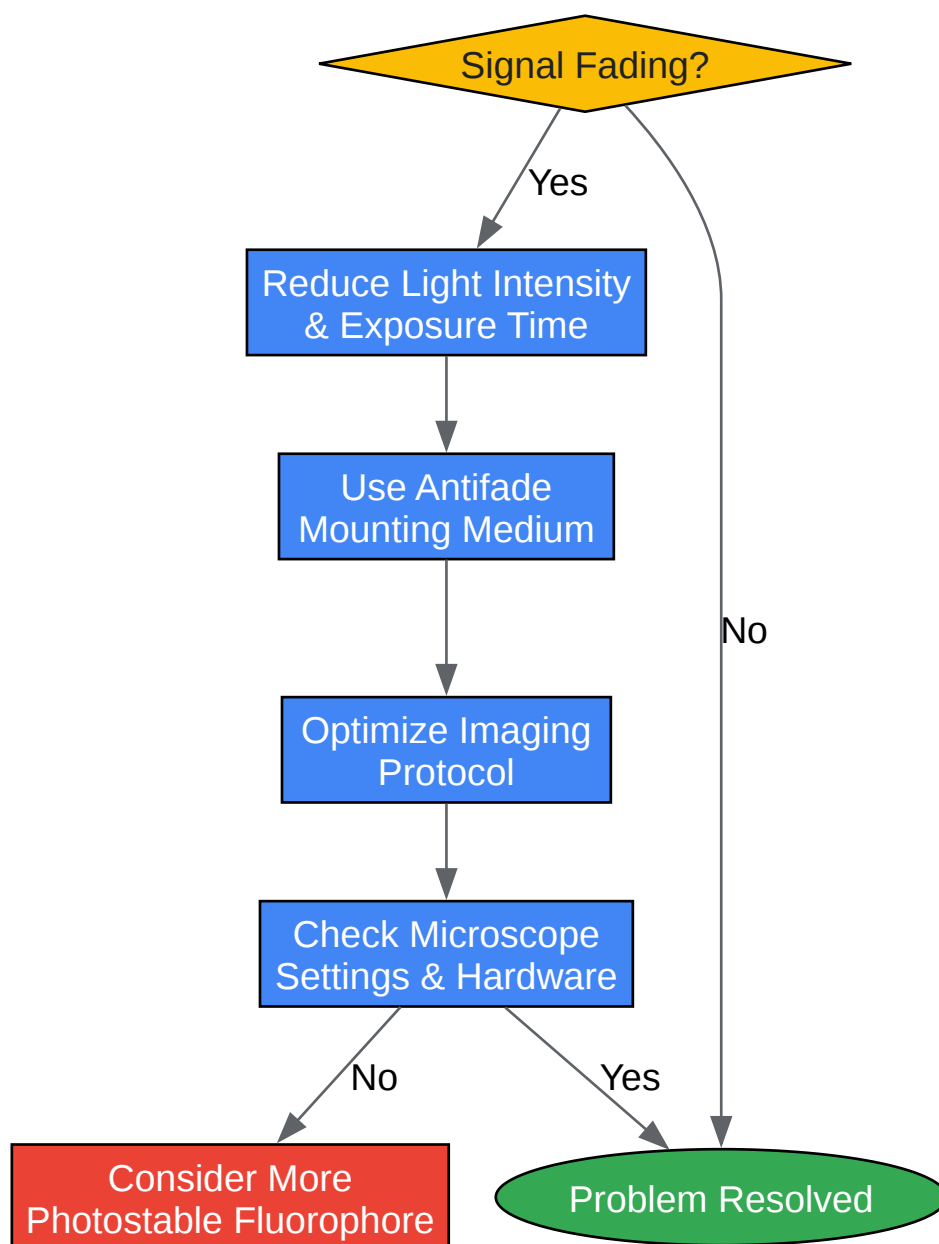 Signal Fading?
Yes
Reduce Light Intensity
& Exposure Time
Use Antifade
Mounting Medium
No
Optimize Imaging
Protocol
Check Microscope
Settings & Hardware
No
Yes
Consider More
Photostable Fluorophore
Problem Resolved